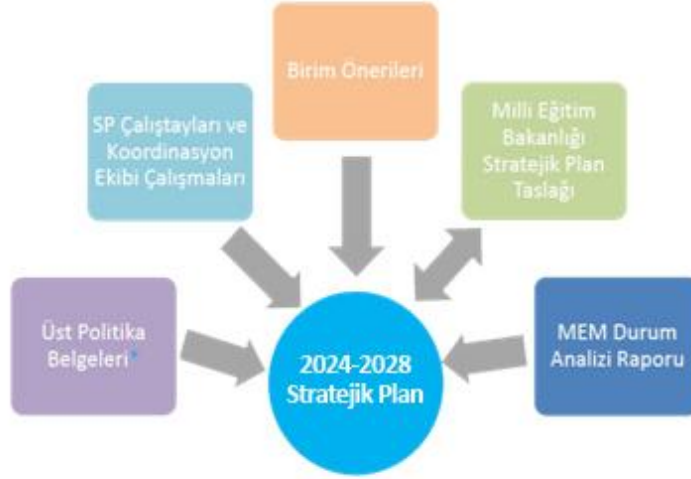 Birim Önerileri
SP Çalıştayları ve
Koordinasyon
Ekibi Çalışmaları
Milli Eğitim
Bakanlığı
Stratejik Plan
Taslağı
Üst Politika
Belgeleri*
2024-2028
Stratejik Plan
MEM Durum
Analizi Raporu